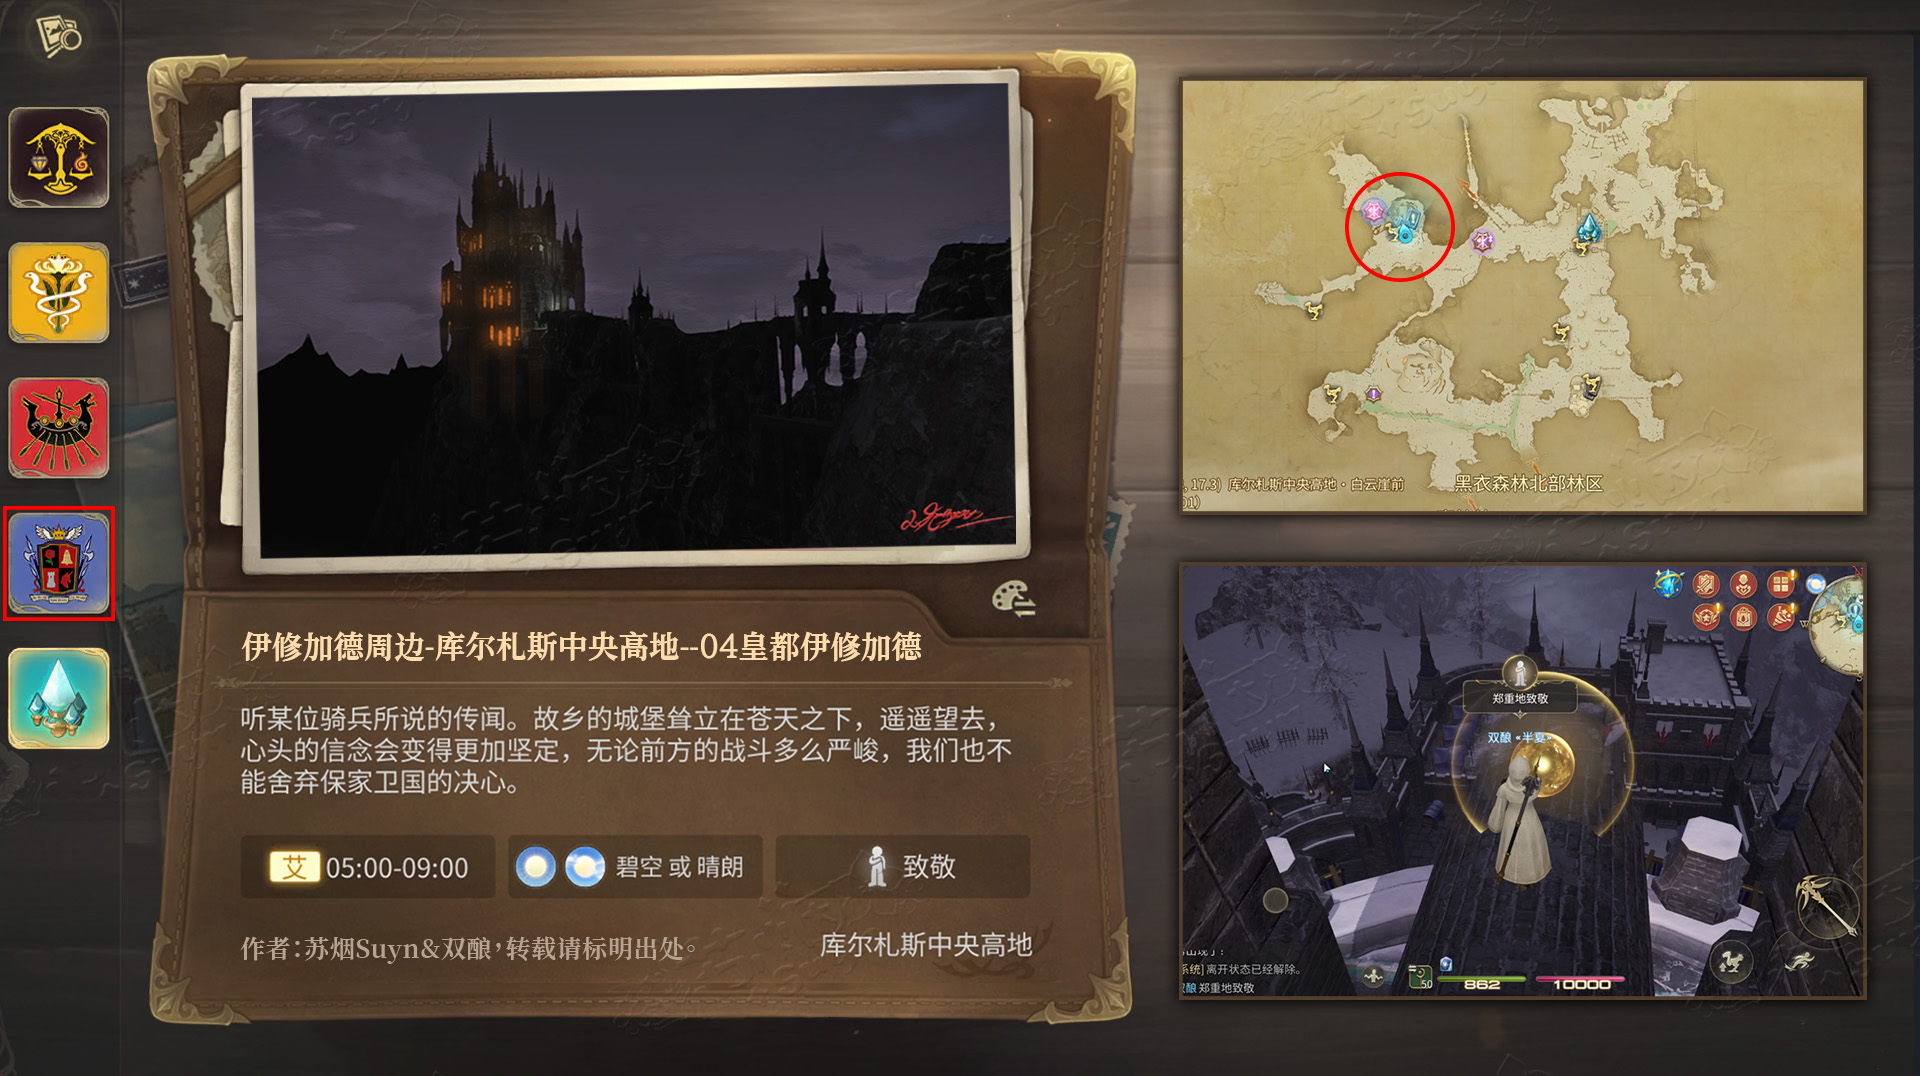 伊修加德周边-库尔札斯中央高地--04皇都伊修加德
听某位骑兵所说的传闻。故乡的城堡耸立在苍天之下，遥遥望去，
心头的信念会变得更加坚定，无论前方的战斗多么严峻，我们也不
能舍弃保家卫国的决心。
艾 05:00-09:00
碧空 或 晴朗
致敬
作者：苏烟Suyn&双酿，转载请标明出处。
库尔札斯中央高地
, 17.3) 库尔札斯中央高地・白云崖前
01)
黑衣森林北部林区
郑重地致敬
双酿 «半夏»
系统]离开状态已经解除。
双酿 郑重地致敬
50
862
10000